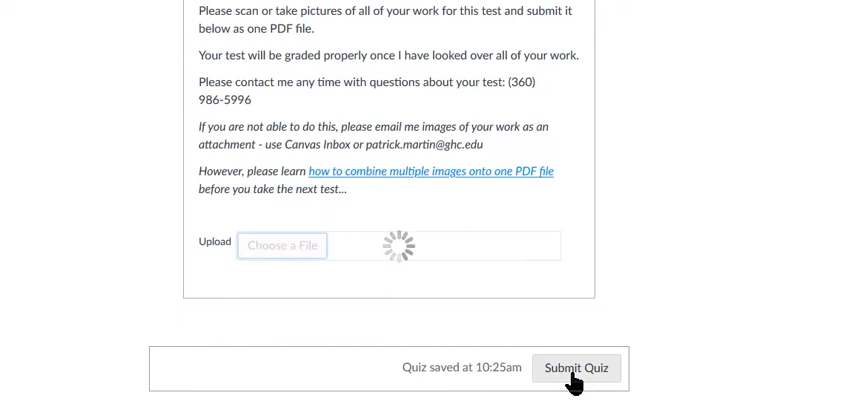 Please scan or take pictures of all of your work for this test and submit it
below as one PDF file.
Your test will be graded properly once I have looked over all of your work.
Please contact me any time with questions about your test: (360)
986-5996
If you are not able to do this, please email me images of your work as an
attachment - use Canvas Inbox or patrick.martin@ghc.edu
However, please learn how to combine multiple images onto one PDF file
before you take the next test...
Upload Choose a File
Quiz saved at 10:25am Submit Quiz